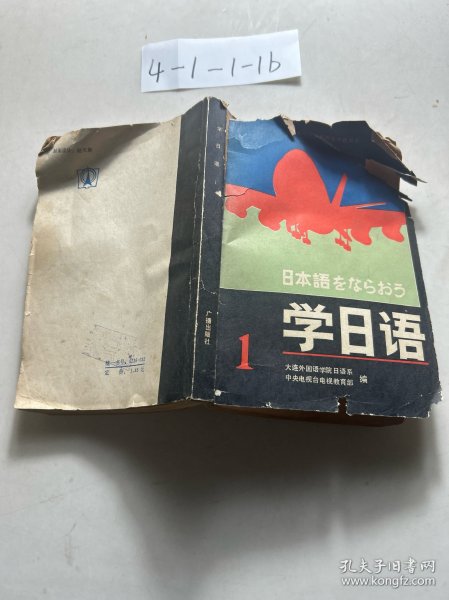 4-1-1-1b
学日语
广播出版社
日本語をならおう
学日语
1
大连外国语学院日语系
中央电视台电视教育部 编
孔夫子旧书网
www.kongfz.com